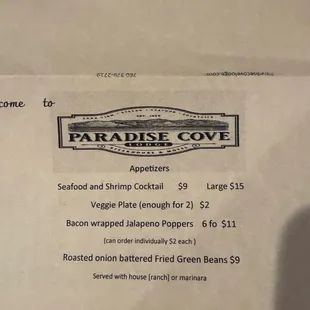 come to
PARADISE COVE
LODGE
Appetizers
Seafood and Shrimp Cocktail $9 Large $15
Veggie Plate (enough for 2) $2
Bacon wrapped Jalapeno Poppers 6 fo $11
(can order individually $2 each )
Roasted onion battered Fried Green Beans $9
Served with house [ranch] or marinara